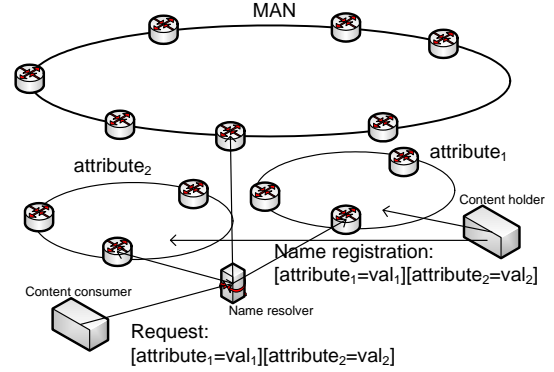 MAN
attribute₂
attribute₁
Content holder
Name registration:
[attribute₁=val₁][attribute₂=val₂]
Content consumer
Name resolver
Request:
[attribute₁=val₁][attribute₂=val₂]